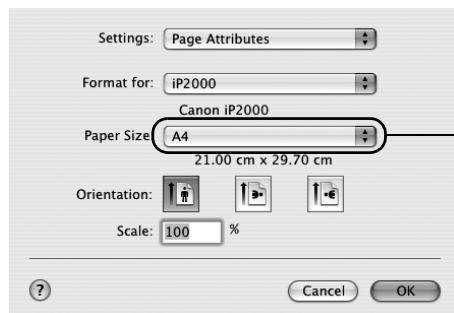 Settings: Page Attributes
Format for: iP2000
Canon iP2000
Paper Size: A4
21.00 cm x 29.70 cm
Orientation:
Scale: 100 %
? Cancel OK